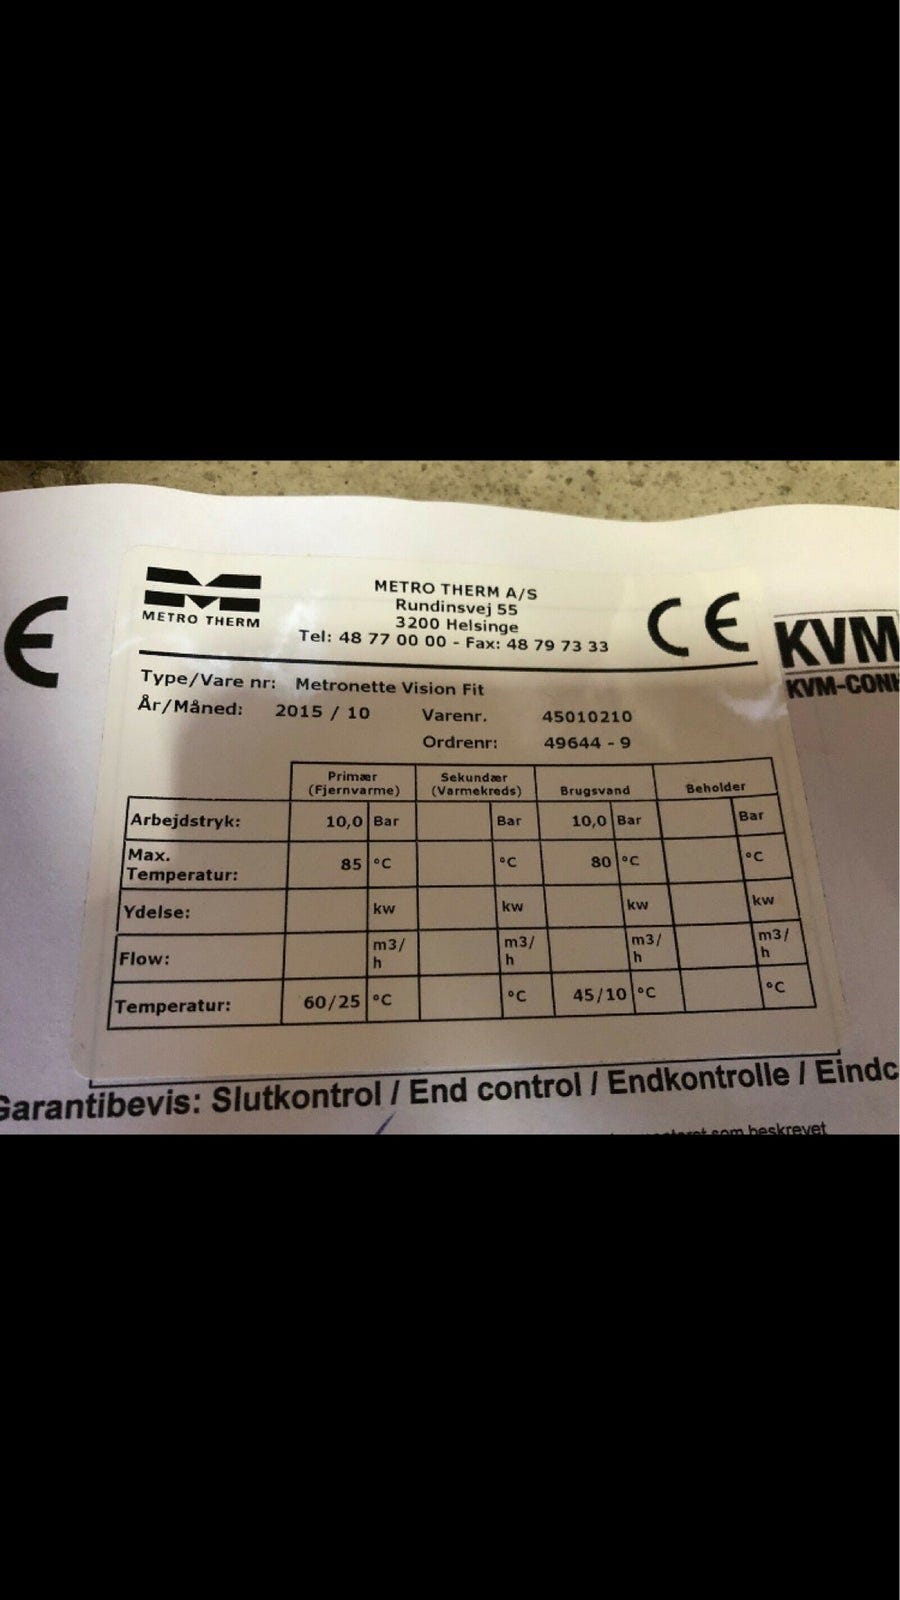 METRO THERM
METRO THERM A/S
Rundinsvej 55
3200 Helsinge
Tel: 48 77 00 00 - Fax: 48 79 73 33
CE
KVM
Type/Vare nr: Metronette Vision Fit
År/Måned: 2015 / 10 Varenr. 45010210
Ordrenr: 49644 - 9
Primær (Fjernvarme) Sekundær (Varmekreds) Brugsvand Beholder
Arbejdstryk: 10,0 Bar Bar 10,0 Bar Bar
Max. Temperatur: 85 °C °C 80 °C °C
Ydelse: kw kw kw kw
Flow: m3/h m3/h m3/h m3/h
Temperatur: 60/25 °C °C 45/10 °C °C
Garantibevis: Slutkontrol / End control / Endkontrolle / Eindc
som beskrevet